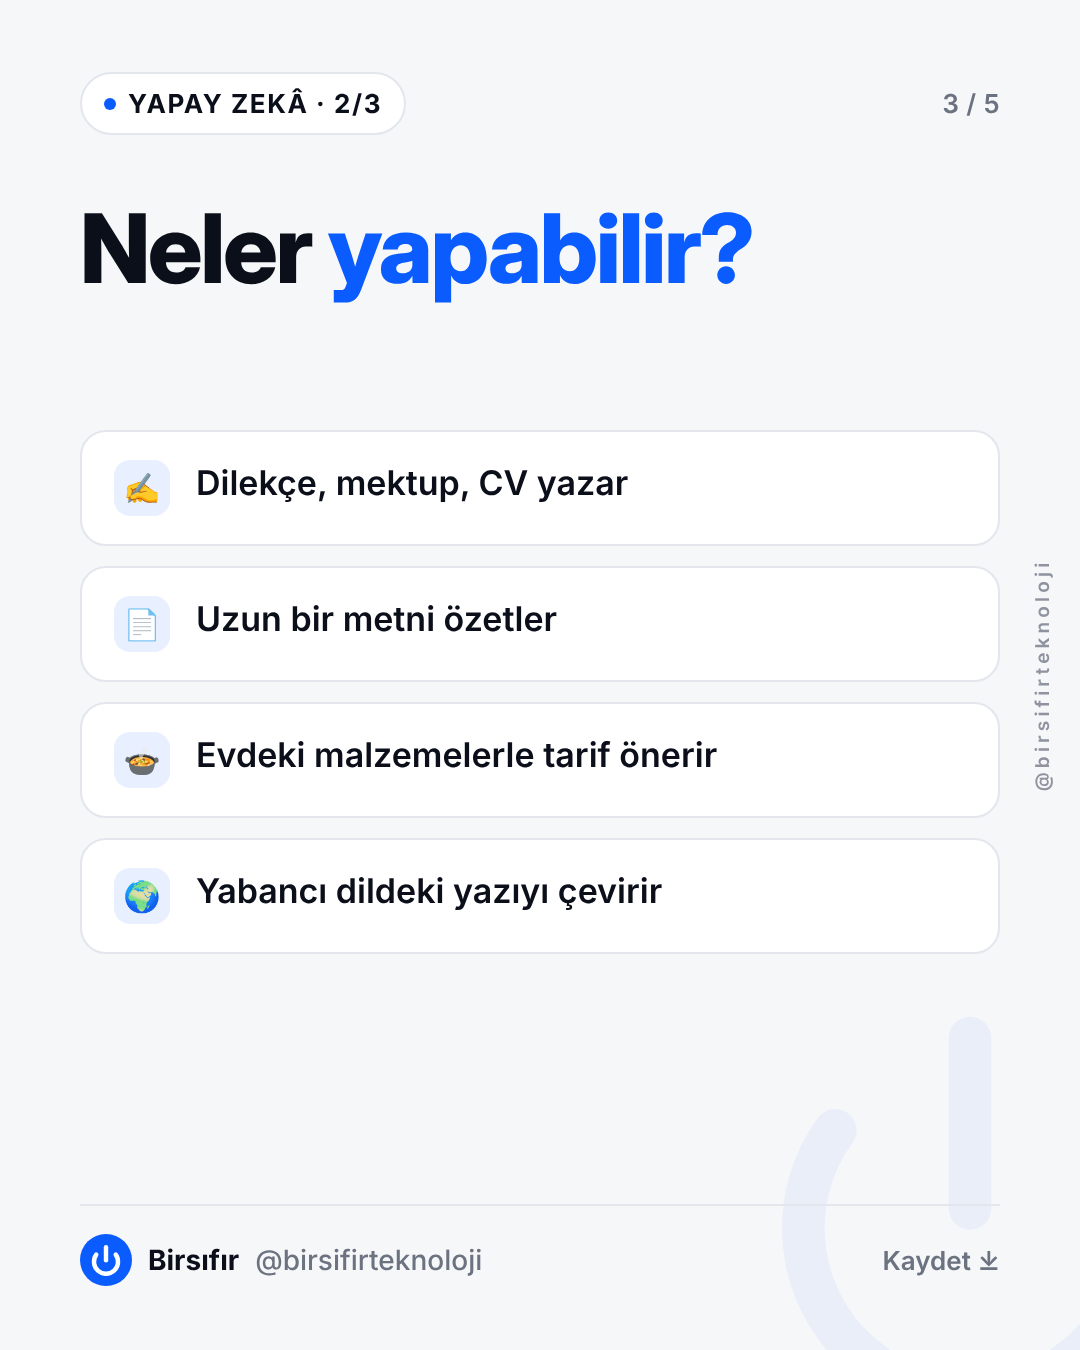 YAPAY ZEKÂ · 2/3
3 / 5
Neler yapabilir?
Dilekçe, mektup, CV yazar
Uzun bir metni özetler
Evdeki malzemelerle tarif önerir
Yabancı dildeki yazıyı çevirir
@birsifirteknoloji
Birsıfır @birsifirteknoloji
Kaydet